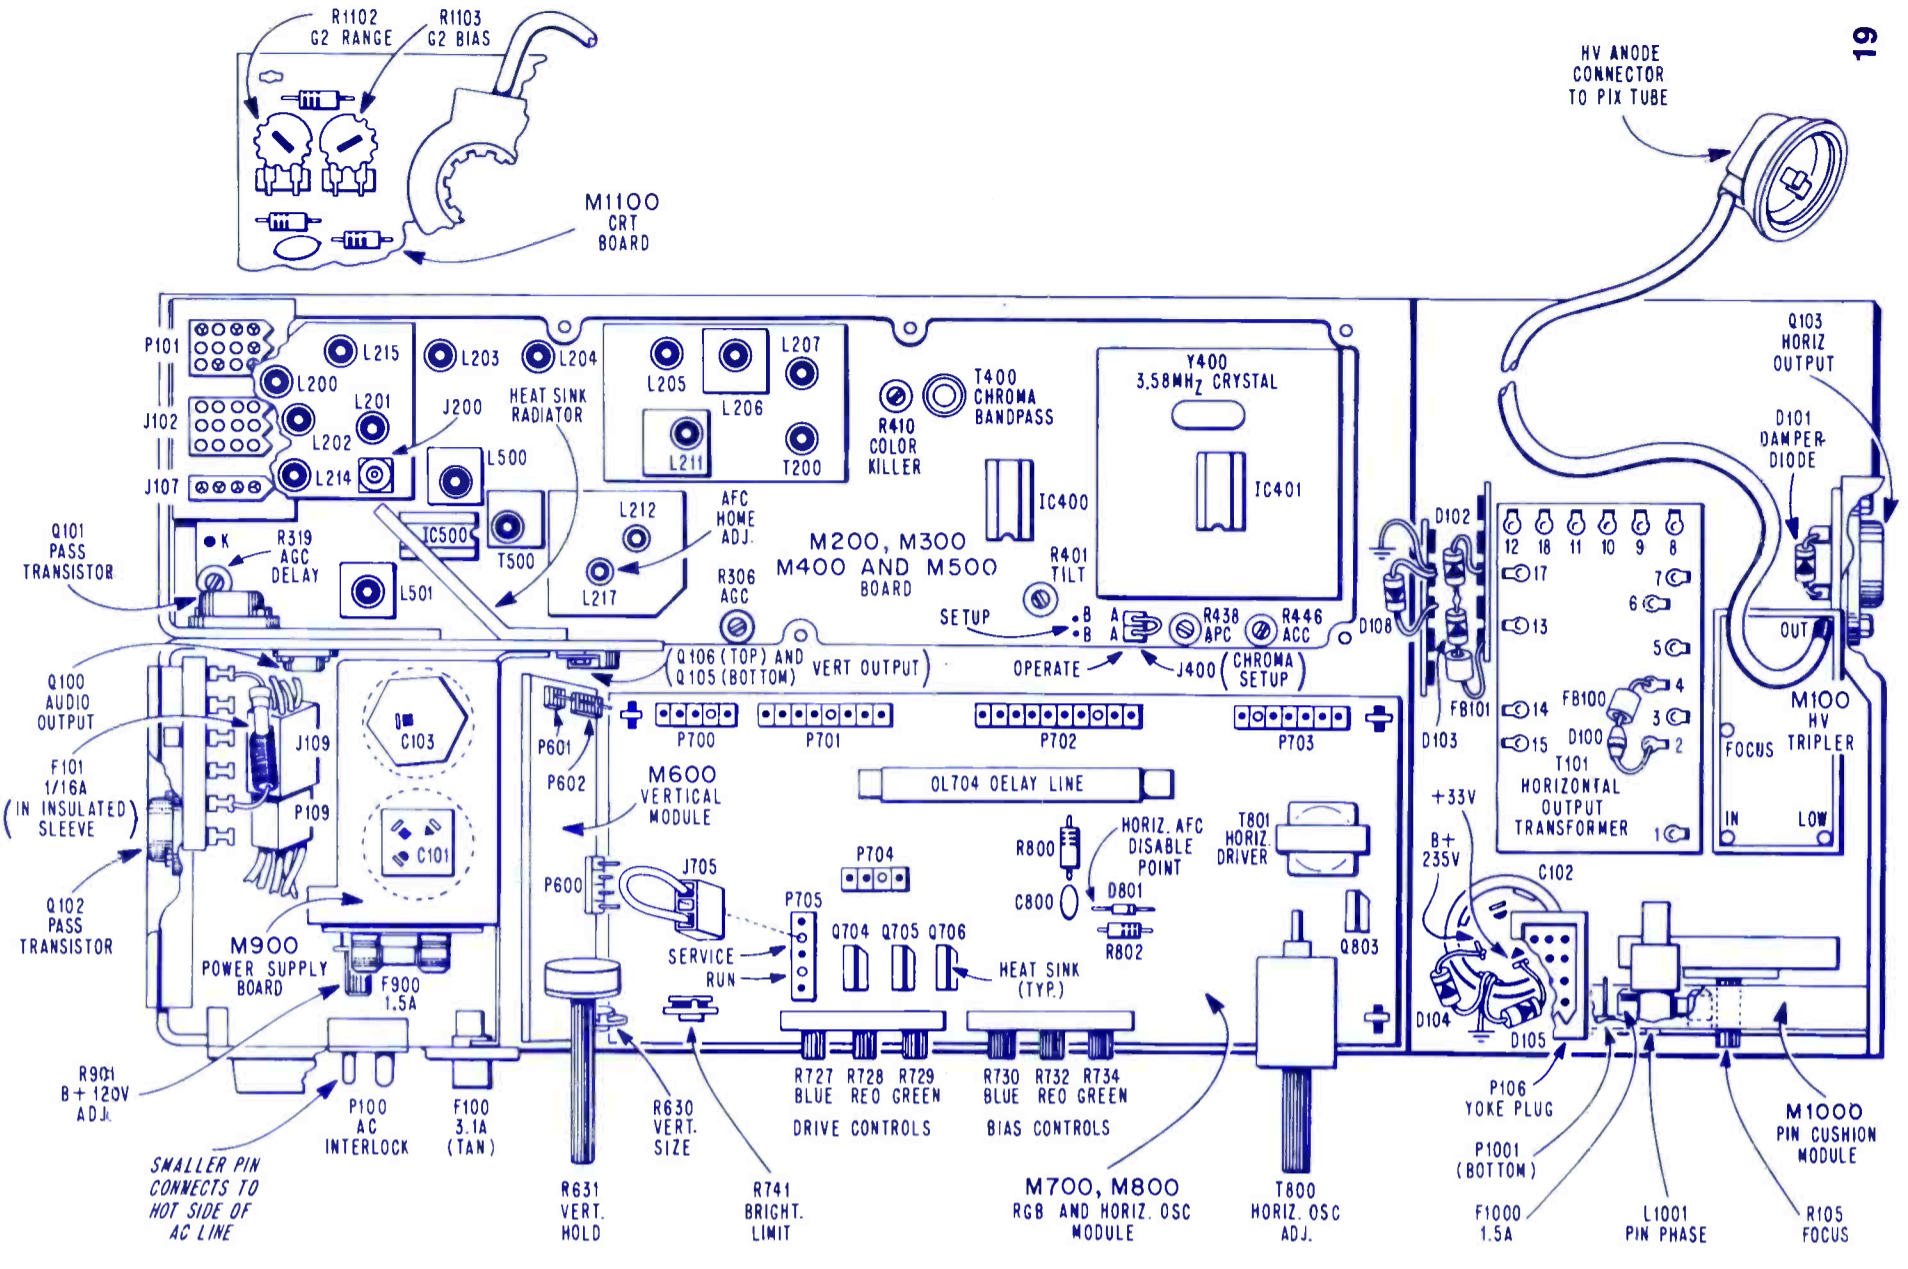 19
R1102
G2 RANGE
R1103
G2 BIAS
M1100
CRT
BOARD
HV ANODE
CONNECTOR
TO PIX TUBE
Q103
HORIZ
OUTPUT
D101
DAMPER-
DIODE
P101
J102
J107
L215
L200
L203
L204
L201
L202
L214
J200
HEAT SINK
RADIATOR
L500
L205
L206
L207
L211
T200
R410
COLOR
KILLER
T400
CHROMA
BANDPASS
Y400
3.58MHZ CRYSTAL
IC400
IC401
Q101
PASS
TRANSISTOR
K
R319
AGC
DELAY
IC500
T500
L501
L212
L217
AFC
HOME
ADJ.
M200, M300
M400 AND M500
BOARD
R306
AGC
R401
TILT
SETUP
B
B
A
A
R438
APC
R446
ACC
OPERATE
J400 (CHROMA
SETUP)
(Q106 (TOP) AND
Q105 (BOTTOM) VERT OUTPUT)
D102
D108
D103
FB101
12
18
11
10
9
8
17
7
6
13
5
4
14
3
15
2
1
FB100
D100
T101
HORIZONTAL
OUTPUT
TRANSFORMER
OUT
M100
HV
TRIPLER
FOCUS
IN
LOW
Q100
AUDIO
OUTPUT
F101
1/16A
(IN INSULATED)
SLEEVE
Q102
PASS
TRANSISTOR
J109
P109
C103
C101
M900
POWER SUPPLY
BOARD
F900
1.5A
P601
P602
M600
VERTICAL
MODULE
P600
P700
P701
P702
P703
OL704 DELAY LINE
J705
P705
P704
SERVICE
RUN
Q704
Q705
Q706
HEAT SINK
(TYP.)
R800
C800
HORIZ. AFC
DISABLE
POINT
D801
R802
T801
HORIZ.
DRIVER
Q803
+33V
B+
235V
C102
D104
D105
R901
B+ 120V
ADJ.
P100
AC
INTERLOCK
F100
3.1A
(TAN)
SMALLER PIN
CONNECTS TO
HOT SIDE OF
AC LINE
R631
VERT.
HOLD
R630
VERT.
SIZE
R741
BRIGHT.
LIMIT
R727
BLUE
R728
RED
R729
GREEN
DRIVE CONTROLS
R730
BLUE
R732
RED
R734
GREEN
BIAS CONTROLS
M700, M800
RGB AND HORIZ. OSC
MODULE
T800
HORIZ. OSC
ADJ.
P106
YOKE PLUG
P1001
(BOTTOM)
F1000
1.5A
L1001
PIN PHASE
R105
FOCUS
M1000
PIN CUSHION
MODULE